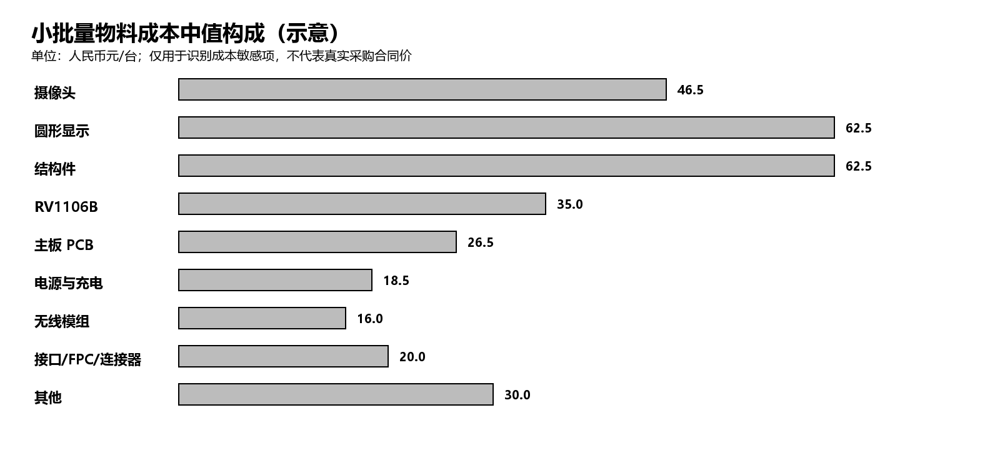 小批量物料成本中值构成（示意）
单位：人民币元/台；仅用于识别成本敏感项，不代表真实采购合同价
摄像头 46.5
圆形显示 62.5
结构件 62.5
RV1106B 35.0
主板 PCB 26.5
电源与充电 18.5
无线模组 16.0
接口/FPC/连接器 20.0
其他 30.0